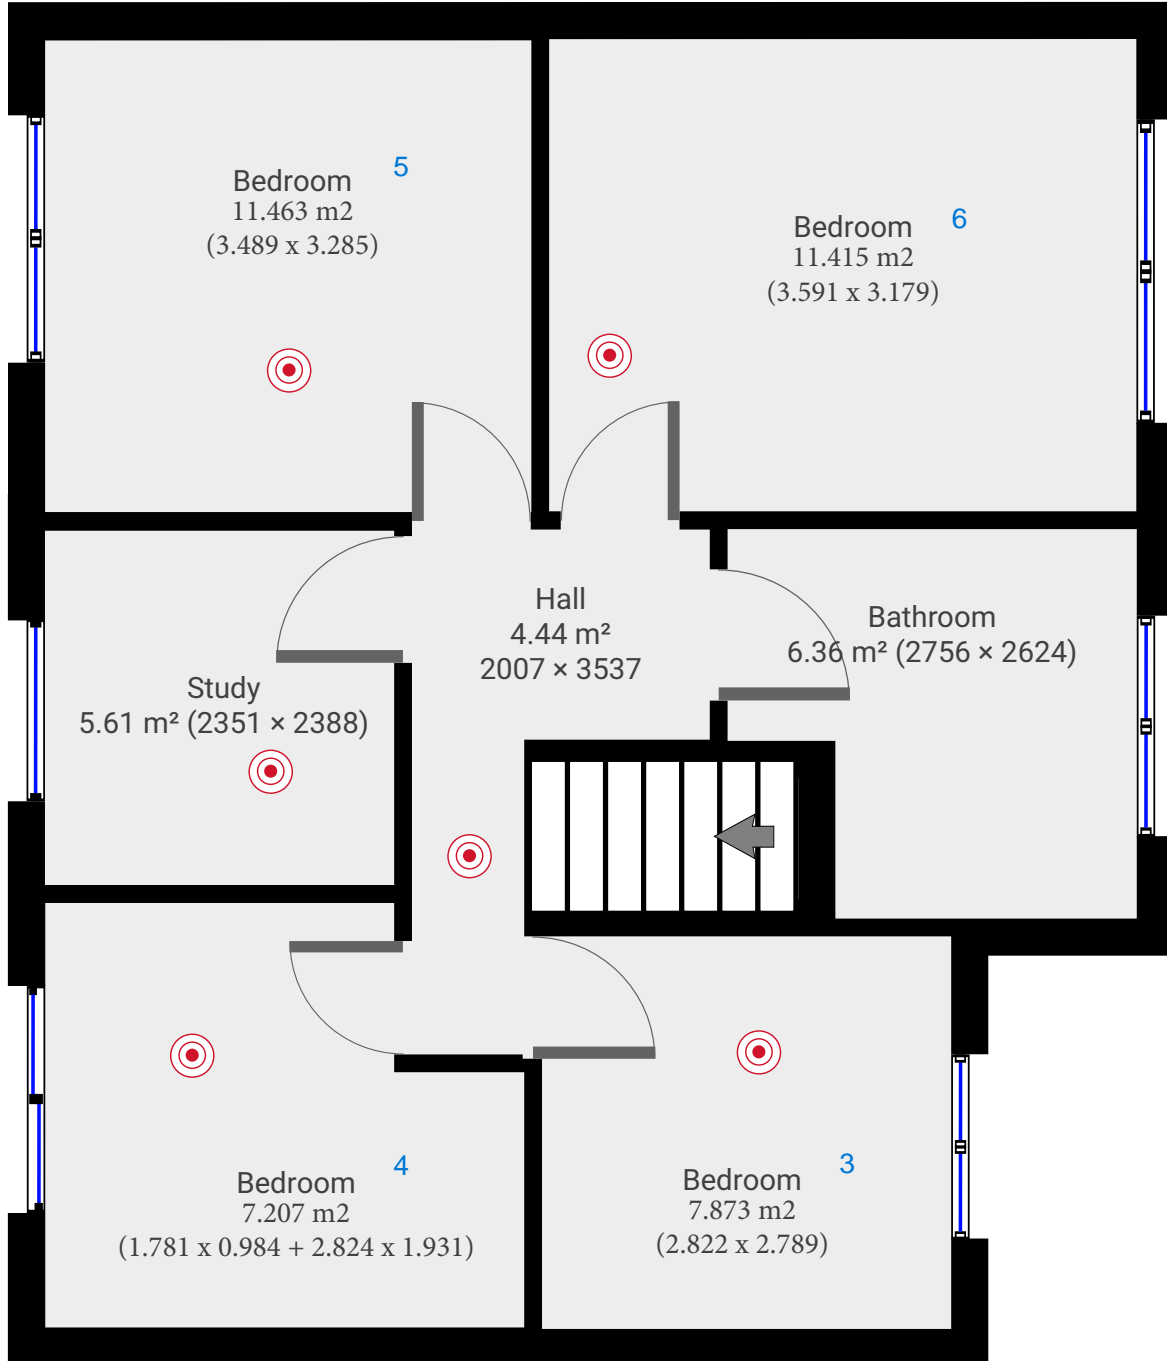 Bedroom 5
11.463 m2
(3.489 x 3.285)
Bedroom 6
11.415 m2
(3.591 x 3.179)
Hall
4.44 m²
2007 × 3537
Bathroom
6.36 m² (2756 × 2624)
Study
5.61 m² (2351 × 2388)
Bedroom 4
7.207 m2
(1.781 x 0.984 + 2.824 x 1.931)
Bedroom 3
7.873 m2
(2.822 x 2.789)